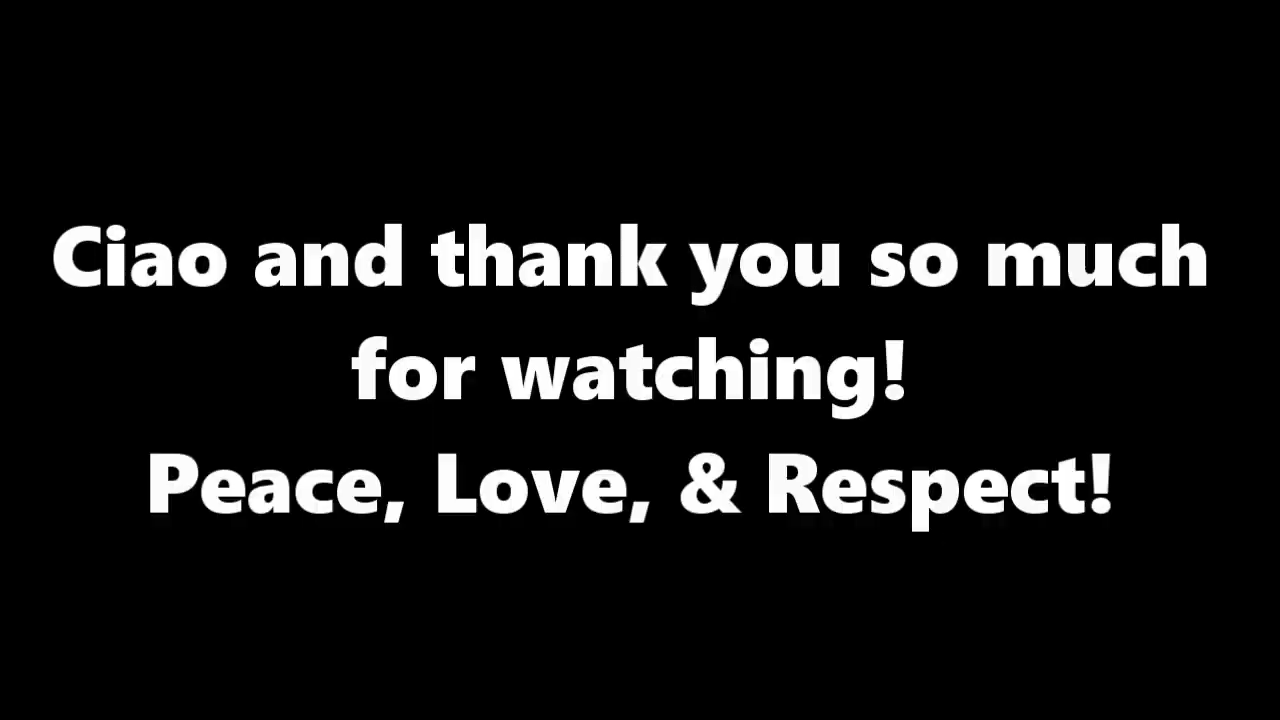 Ciao and thank you so much
for watching!
Peace, Love, & Respect!